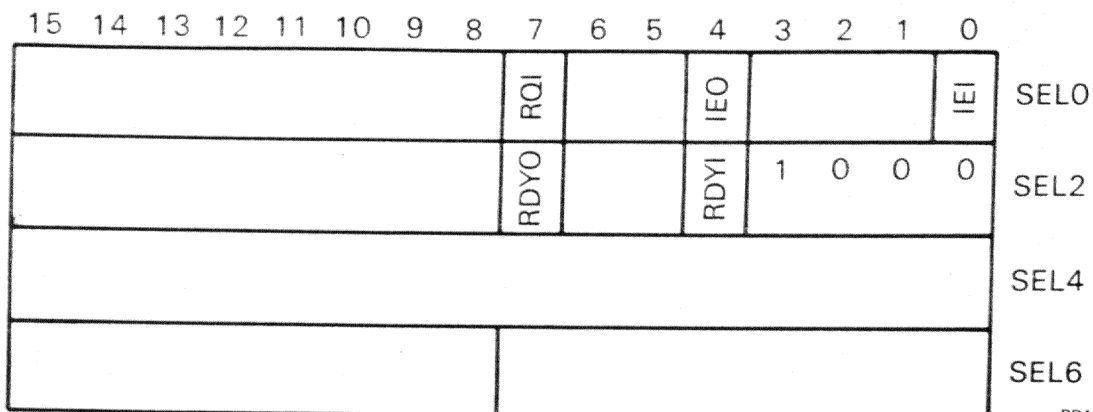 15 14 13 12 11 10 9 8 7 6 5 4 3 2 1 0
RQI IEO IEI SEL0
RDYO RDYI 1 0 0 0 SEL2
SEL4
SEL6